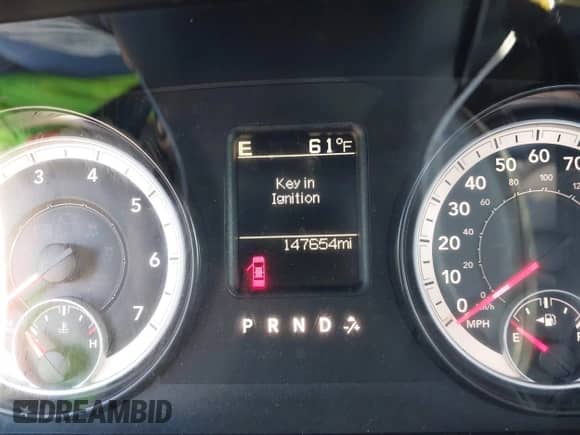 E 61°F
Key in
Ignition
147654mi
P R N D
3 4 5 6 7
H
0 10 20 30 40 50 60 70
80 100
km/h
MPH
E
DREAMBID